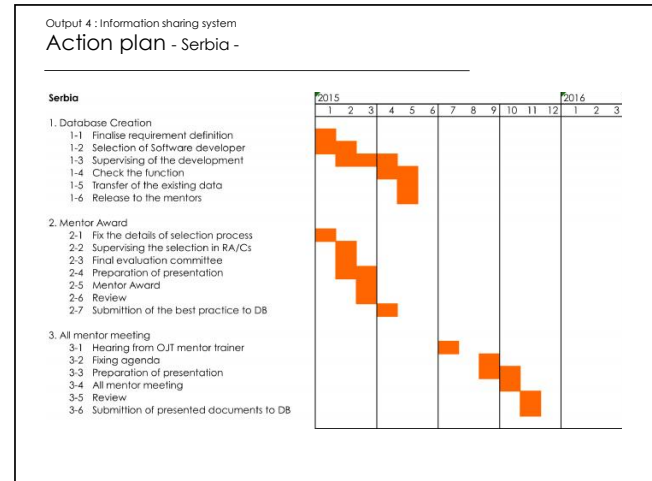 Output 4 : Information sharing system
Action plan - Serbia -
Serbia 2015 2016
1 2 3 4 5 6 7 8 9 10 11 12 1 2 3
1. Database Creation
1-1 Finalise requirement definition
1-2 Selection of Software developer
1-3 Supervising of the development
1-4 Check the function
1-5 Transfer of the existing data
1-6 Release to the mentors
2. Mentor Award
2-1 Fix the details of selection process
2-2 Supervising the selection in RA/Cs
2-3 Final evaluation committee
2-4 Preparation of presentation
2-5 Mentor Award
2-6 Review
2-7 Submittion of the best practice to DB
3. All mentor meeting
3-1 Hearing from OJT mentor trainer
3-2 Fixing agenda
3-3 Preparation of presentation
3-4 All mentor meeting
3-5 Review
3-6 Submittion of presented documents to DB